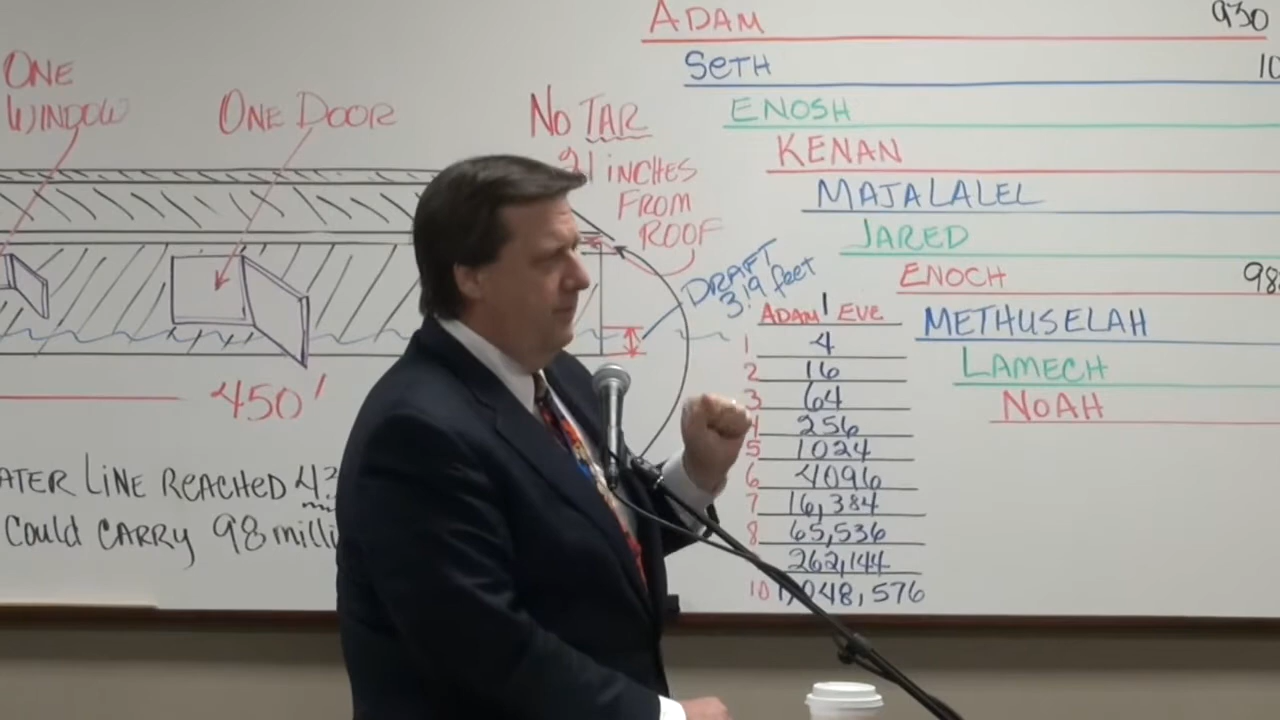 ONE
WINDOW
ONE DOOR
NO TAR
21 INCHES
FROM
ROOF
DRAFT
3.9 feet
450'
ATER LINE REACHED 43
COULD CARRY 98 milli
ADAM 930
SETH 10
ENOSH
KENAN
MAJALALEL
JARED
ENOCH 98
METHUSELAH
LAMECH
NOAH
ADAM / EVE
1 4
2 16
3 64
4 256
5 1024
6 4096
7 16,384
8 65,536
262,144
10 1,048,576